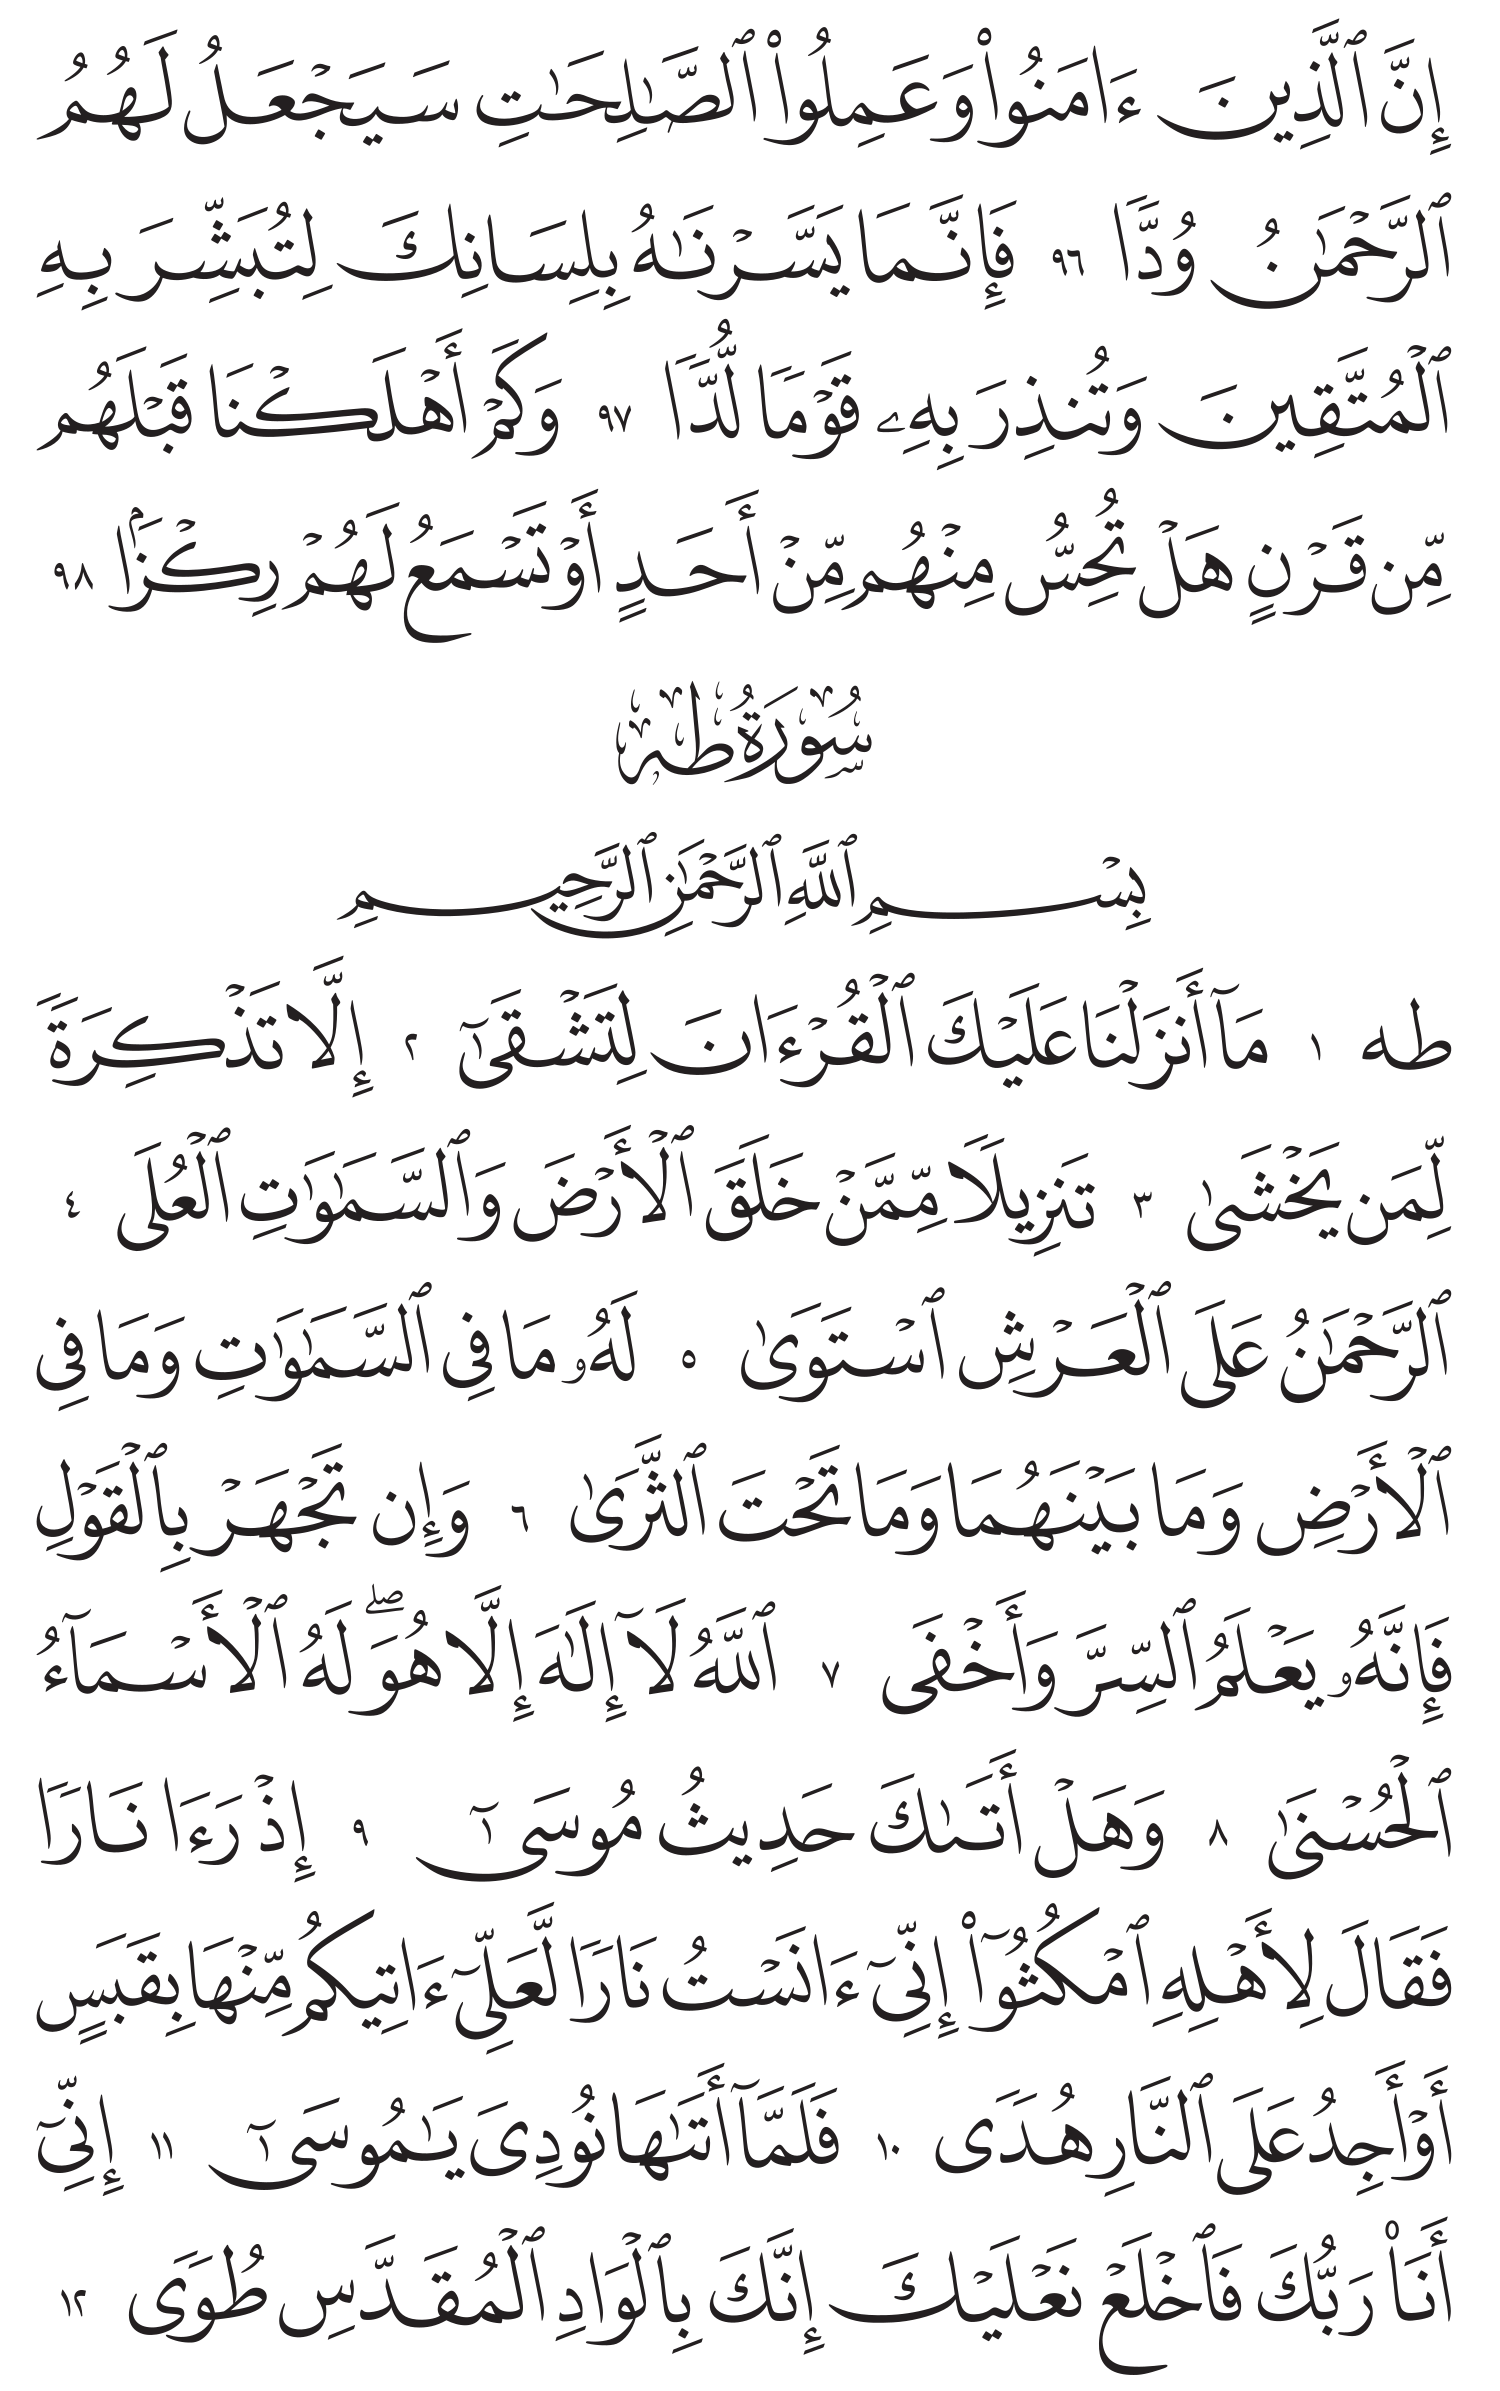 إِنَّ ٱلَّذِينَ ءَامَنُوا۟ وَعَمِلُوا۟ ٱلصَّـٰلِحَـٰتِ سَيَجْعَلُ لَهُمُ
ٱلرَّحْمَـٰنُ وُدًّا ٩٦ فَإِنَّمَا يَسَّرْنَـٰهُ بِلِسَانِكَ لِتُبَشِّرَ بِهِ
ٱلْمُتَّقِينَ وَتُنذِرَ بِهِۦ قَوْمًا لُّدًّا ٩٧ وَكَمْ أَهْلَكْنَا قَبْلَهُم
مِّن قَرْنٍ هَلْ تُحِسُّ مِنْهُم مِّنْ أَحَدٍ أَوْ تَسْمَعُ لَهُمْ رِكْزَۢا ٩٨
سُورَةُ طه
بِسْمِ ٱللَّهِ ٱلرَّحْمَـٰنِ ٱلرَّحِيمِ
طه ١ مَآ أَنزَلْنَا عَلَيْكَ ٱلْقُرْءَانَ لِتَشْقَىٰٓ ٢ إِلَّا تَذْكِرَةً
لِّمَن يَخْشَىٰ ٣ تَنزِيلًا مِّمَّنْ خَلَقَ ٱلْأَرْضَ وَٱلسَّمَـٰوَٰتِ ٱلْعُلَى ٤
ٱلرَّحْمَـٰنُ عَلَى ٱلْعَرْشِ ٱسْتَوَىٰ ٥ لَهُۥ مَا فِى ٱلسَّمَـٰوَٰتِ وَمَا فِى
ٱلْأَرْضِ وَمَا بَيْنَهُمَا وَمَا تَحْتَ ٱلثَّرَىٰ ٦ وَإِن تَجْهَرْ بِٱلْقَوْلِ
فَإِنَّهُۥ يَعْلَمُ ٱلسِّرَّ وَأَخْفَى ٧ ٱللَّهُ لَآ إِلَـٰهَ إِلَّا هُوَ ۖ لَهُ ٱلْأَسْمَآءُ
ٱلْحُسْنَىٰ ٨ وَهَلْ أَتَىٰكَ حَدِيثُ مُوسَىٰٓ ٩ إِذْ رَءَا نَارًا
فَقَالَ لِأَهْلِهِ ٱمْكُثُوٓا۟ إِنِّىٓ ءَانَسْتُ نَارًا لَّعَلِّىٓ ءَاتِيكُم مِّنْهَا بِقَبَسٍ
أَوْ أَجِدُ عَلَى ٱلنَّارِ هُدًى ١٠ فَلَمَّآ أَتَىٰهَا نُودِىَ يَـٰمُوسَىٰٓ ١١ إِنِّىٓ
أَنَا۠ رَبُّكَ فَٱخْلَعْ نَعْلَيْكَ إِنَّكَ بِٱلْوَادِ ٱلْمُقَدَّسِ طُوًى ١٢